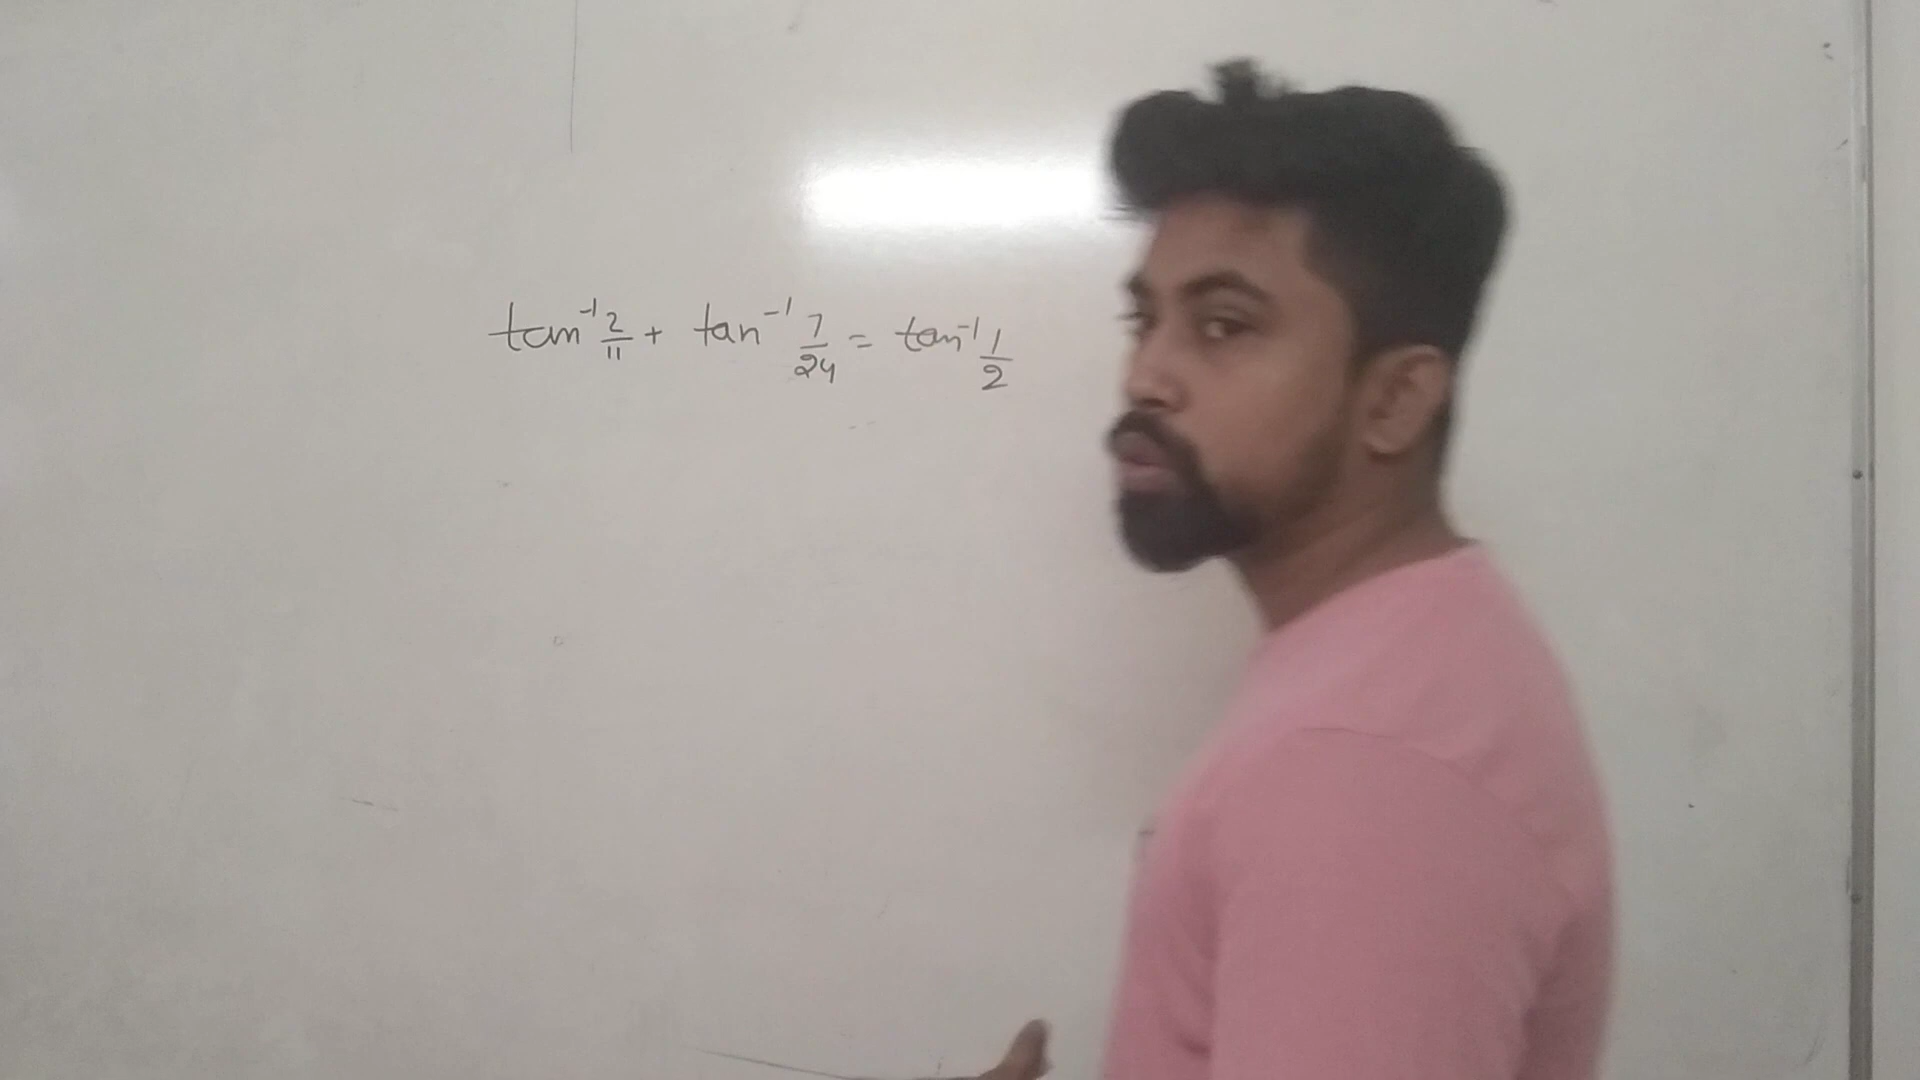 tan⁻¹ 2/11 + tan⁻¹ 7/24 = tan⁻¹ 1/2